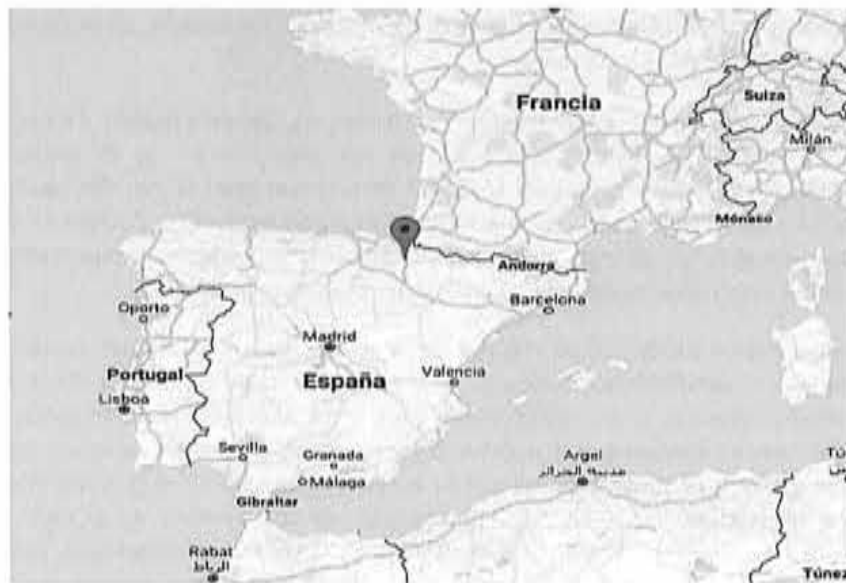 Francia
Suiza
Milán
Mónaco
Andorra
Oporto
Barcelona
Madrid
Portugal
España
Valencia
Lisboa
Sevilla
Granada
Argel
مدينة الجزائر
Málaga
Gibraltar
Rabat
الرباط
Túnez